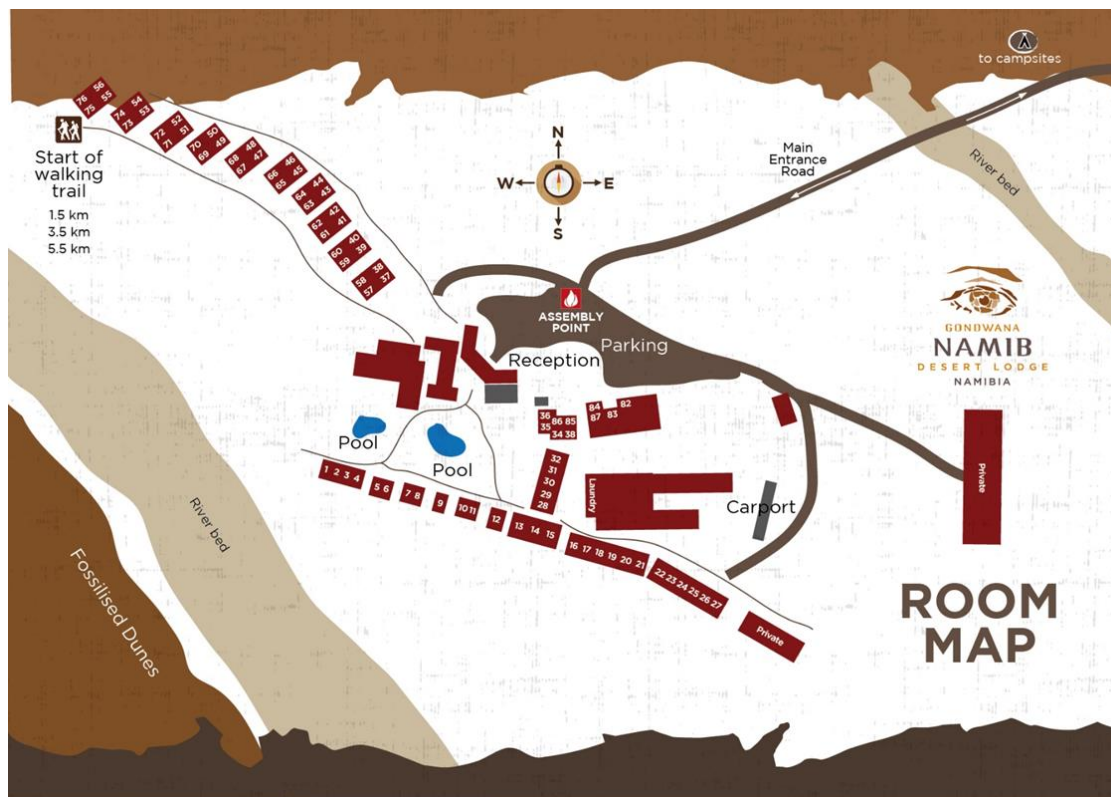 to campsites
76 56
75 55
74 54
73 53
72 52
71 51
70 50
69 49
68 48
67 47
66 46
65 45
64 44
63 43
62 42
61 41
60 40
59 39
58 38
57 37
Start of
walking
trail
1.5 km
3.5 km
5.5 km
N
W E
S
Main
Entrance
Road
River bed
ASSEMBLY
POINT
Parking
Reception
GONDWANA
NAMIB
DESERT LODGE
NAMIBIA
36
35
86 85
34 38
84 82
87 83
Pool
Pool
1 2 3 4
5 6
7 8
9
10 11
12
13 14 15
16 17 18 19 20 21
22 23 24 25 26 27
32
31
30
29
28
Laundry
Carport
Private
Private
River bed
Fossilised Dunes
ROOM
MAP